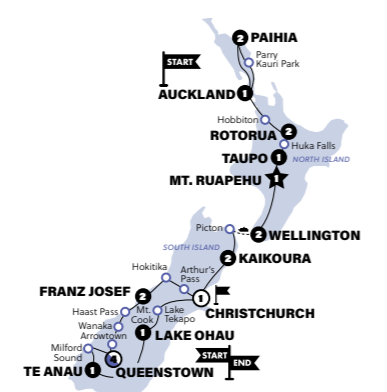 2 PAIHIA
Parry
Kauri Park
START
AUCKLAND 1
Hobbiton
ROTORUA 2
Huka Falls
TAUPO 1
NORTH ISLAND
MT. RUAPEHU 1
Picton
2 WELLINGTON
SOUTH ISLAND
2 KAIKOURA
Hokitika
Arthur's
Pass
FRANZ JOSEF 2
1
CHRISTCHURCH
Haast Pass
Mt.
Cook
Lake
Tekapo
Wanaka
1 LAKE OHAU
Arrowtown
Milford
Sound
START
END
4
TE ANAU 1
QUEENSTOWN